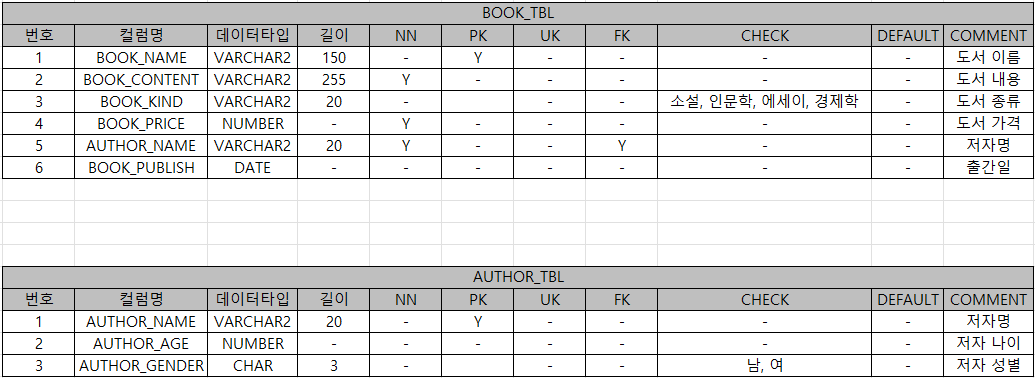 BOOK_TBL
번호 컬럼명 데이터타입 길이 NN PK UK FK CHECK DEFAULT COMMENT
1 BOOK_NAME VARCHAR2 150 - Y - - - - 도서 이름
2 BOOK_CONTENT VARCHAR2 255 Y - - - - - 도서 내용
3 BOOK_KIND VARCHAR2 20 - - - - 소설, 인문학, 에세이, 경제학 - 도서 종류
4 BOOK_PRICE NUMBER - Y - - - - - 도서 가격
5 AUTHOR_NAME VARCHAR2 20 Y - - Y - - 저자명
6 BOOK_PUBLISH DATE - - - - - - - 출간일
AUTHOR_TBL
번호 컬럼명 데이터타입 길이 NN PK UK FK CHECK DEFAULT COMMENT
1 AUTHOR_NAME VARCHAR2 20 - Y - - - - 저자명
2 AUTHOR_AGE NUMBER - - - - - - - 저자 나이
3 AUTHOR_GENDER CHAR 3 - - - - 남, 여 - 저자 성별